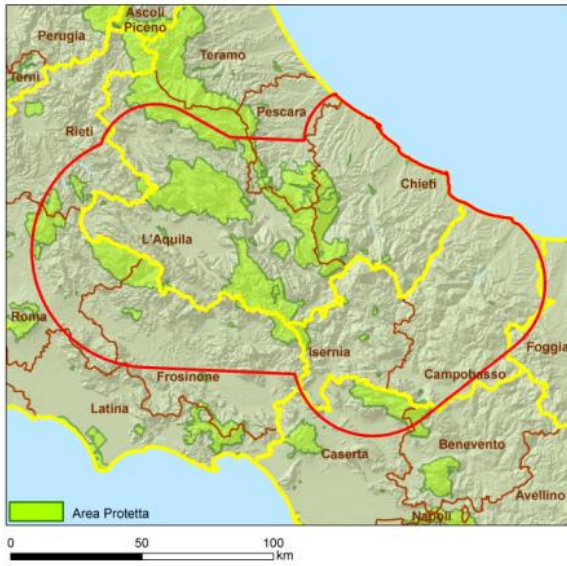 Ascoli
Piceno
Perugia
Teramo
Terni
Pescara
Rieti
Chieti
L'Aquila
Roma
Isernia
Foggia
Frosinone
Campobasso
Latina
Benevento
Caserta
Avellino
Napoli
Area Protetta
0 50 100
km